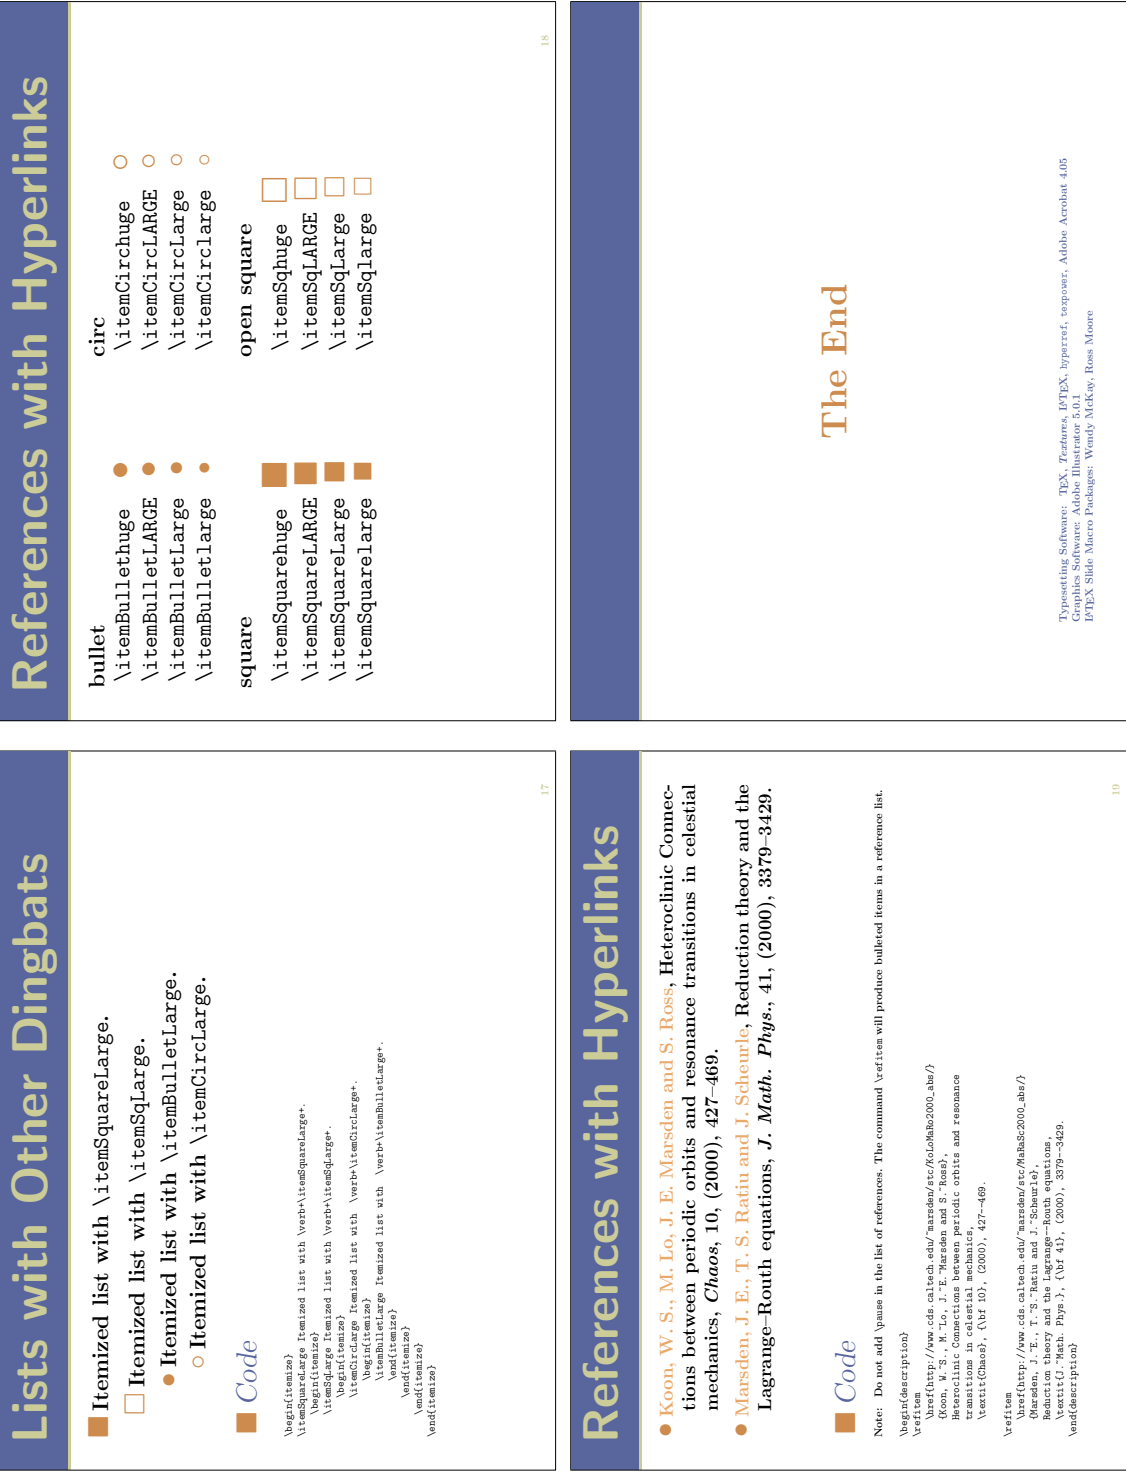 Lists with Other Dingbats
Itemized list with \itemSquareLarge.
Itemized list with \itemSqLarge.
Itemized list with \itemBulletLarge.
Itemized list with \itemCircLarge.
Code
\begin{itemize}
\itemSquareLarge Itemized list with \verb+\itemSquareLarge+.
\begin{itemize}
\itemSqLarge Itemized list with \verb+\itemSqLarge+.
\begin{itemize}
\itemCircLarge Itemized list with \verb+\itemCircLarge+.
\begin{itemize}
\itemBulletLarge Itemized list with \verb+\itemBulletLarge+.
\end{itemize}
\end{itemize}
\end{itemize}
\end{itemize}
17
References with Hyperlinks
bullet circ
\itemBullethuge ● \itemCirchuge ○
\itemBulletLARGE ● \itemCircLARGE ○
\itemBulletLarge ● \itemCircLarge ○
\itemBulletlarge ● \itemCirclarge ○
square open square
\itemSquarehuge ■ \itemSqhuge □
\itemSquareLARGE ■ \itemSqLARGE □
\itemSquareLarge ■ \itemSqLarge □
\itemSquarelarge ■ \itemSqlarge □
18
References with Hyperlinks
• Koon, W. S., M. Lo, J. E. Marsden and S. Ross, Heteroclinic Connec-
tions between periodic orbits and resonance transitions in celestial
mechanics, Chaos, 10, (2000), 427–469.
• Marsden, J. E., T. S. Ratiu and J. Scheurle, Reduction theory and the
Lagrange–Routh equations, J. Math. Phys., 41, (2000), 3379–3429.
Code
Note: Do not add \pause in the list of references. The command \refitem will produce bulleted items in a reference list.
\begin{description}
\refitem
\href{http://www.cds.caltech.edu/~marsden/stc/KoLoMaRo2000_abs/}
{Koon, W.~S., M.~Lo, J.~E.~Marsden and S.~Ross},
Heteroclinic Connections between periodic orbits and resonance
transitions in celestial mechanics,
\textit{Chaos}, {\bf 10}, (2000), 427--469.
\refitem
\href{http://www.cds.caltech.edu/~marsden/stc/MaRaSc2000_abs/}
{Marsden, J.~E., T.~S.~Ratiu and J.~Scheurle},
Reduction theory and the Lagrange--Routh equations,
\textit{J.~Math. Phys.}, {\bf 41}, (2000), 3379--3429.
\end{description}
19
The End
Typesetting Software: TEX, Textures, LATEX, hyperref, texpower, Adobe Acrobat 4.05
Graphics Software: Adobe Illustrator 5.0.1
LATEX Slide Macro Packages: Wendy McKay, Ross Moore